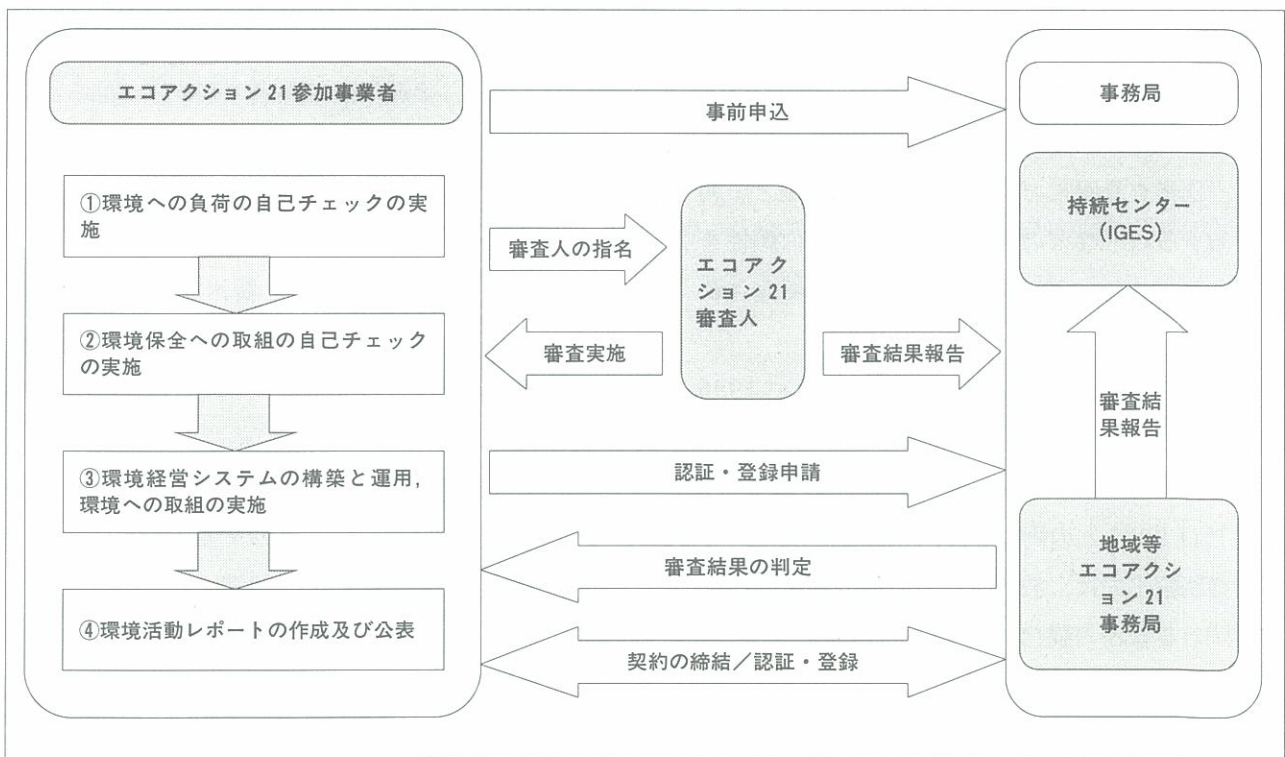 エコアクション21参加事業者
①環境への負荷の自己チェックの実
施
②環境保全への取組の自己チェック
の実施
③環境経営システムの構築と運用,
環境への取組の実施
④環境活動レポートの作成及び公表
事前申込
審査人の指名
エコアク
ション21
審査人
審査実施
審査結果報告
認証・登録申請
審査結果の判定
契約の締結/認証・登録
事務局
持続センター
(IGES)
審査結
果報告
地域等
エコアクシ
ョン21
事務局